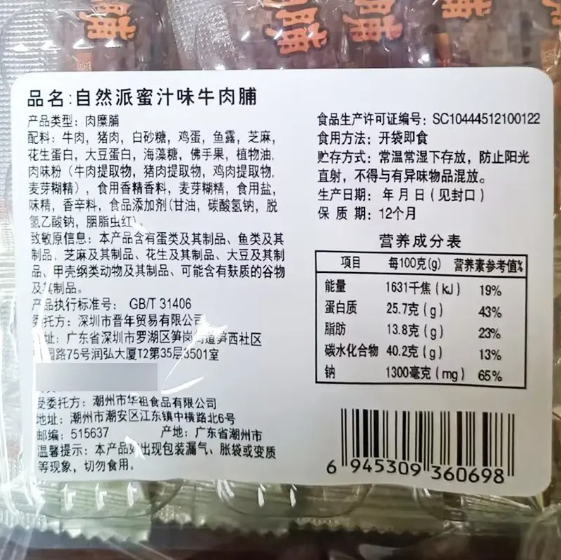 品名:自然派蜜汁味牛肉脯
产品类型: 肉糜脯
配料: 牛肉, 猪肉, 白砂糖, 鸡蛋, 鱼露, 芝麻,
花生蛋白, 大豆蛋白, 海藻糖, 佛手果, 植物油,
肉味粉 (牛肉提取物, 猪肉提取物, 鸡肉提取物,
麦芽糊精), 食用香精香料, 麦芽糊精, 食用盐,
味精, 香辛料, 食品添加剂(甘油, 碳酸氢钠, 脱
氢乙酸钠, 胭脂虫红)
致敏原信息: 本产品含有蛋类及其制品、鱼类及其
制品、芝麻及其制品、花生及其制品、大豆及其制
品、甲壳纲类动物及其制品、可能含有麸质的谷物
及其制品。
产品执行标准号: GB/T 31406
委托方: 深圳市晋年贸易有限公司
地址: 广东省深圳市罗湖区笋岗街道笋西社区
园路75号润弘大厦T2第35层3501室
受委托方: 潮州市华祖食品有限公司
地址: 潮州市潮安区江东镇中横路北6号
邮编: 515637 产地: 广东省潮州市
温馨提示: 本产品如出现包装漏气、胀袋或变质
等现象, 切勿食用。
食品生产许可证编号: SC10444512100122
食用方法: 开袋即食
贮存方式: 常温常湿下存放, 防止阳光
直射, 不得与有异味物品混放。
生产日期: 年 月 日 (见封口)
保 质 期: 12个月
营养成分表
项目 每100克(g) 营养素参考值%
能量 1631千焦 (kJ) 19%
蛋白质 25.7克 (g) 43%
脂肪 13.8克 (g) 23%
碳水化合物 40.2克 (g) 13%
钠 1300毫克 (mg) 65%
6 945309 360698